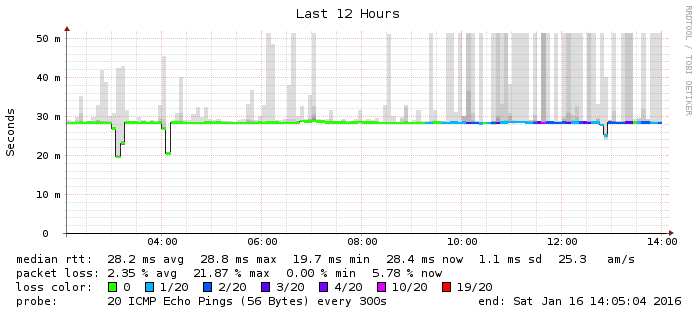 Last 12 Hours
RRDTOOL / TOBI OETIKER
Seconds
50 m
40 m
30 m
20 m
10 m
0
04:00 06:00 08:00 10:00 12:00 14:00
median rtt: 28.2 ms avg 28.8 ms max 19.7 ms min 28.4 ms now 1.1 ms sd 25.3 am/s
packet loss: 2.35 % avg 21.87 % max 0.00 % min 5.78 % now
loss color: 0 1/20 2/20 3/20 4/20 10/20 19/20
probe: 20 ICMP Echo Pings (56 Bytes) every 300s end: Sat Jan 16 14:05:04 2016